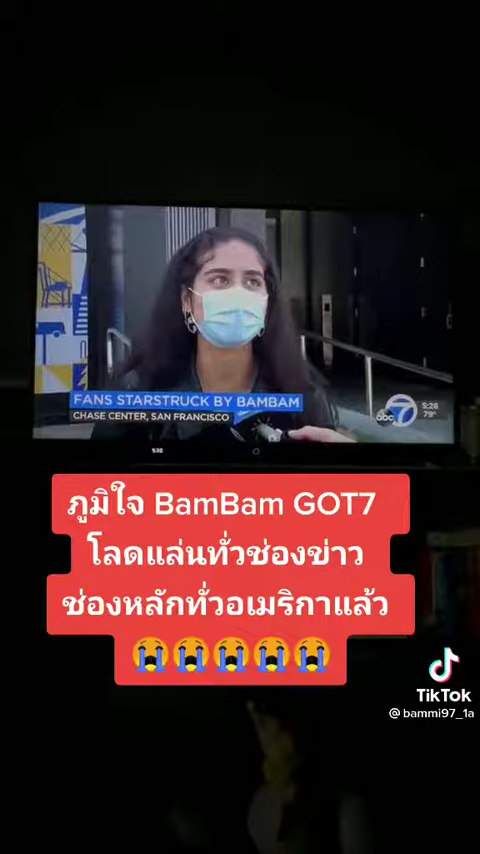 FANS STARSTRUCK BY BAMBAM
CHASE CENTER, SAN FRANCISCO
abc 7
5:26
79°
ภูมิใจ BamBam GOT7
โลดแล่นทั่วช่องข่าว
ช่องหลักทั่วอเมริกาแล้ว
😭😭😭😭😭
TikTok
@bammi97_1a